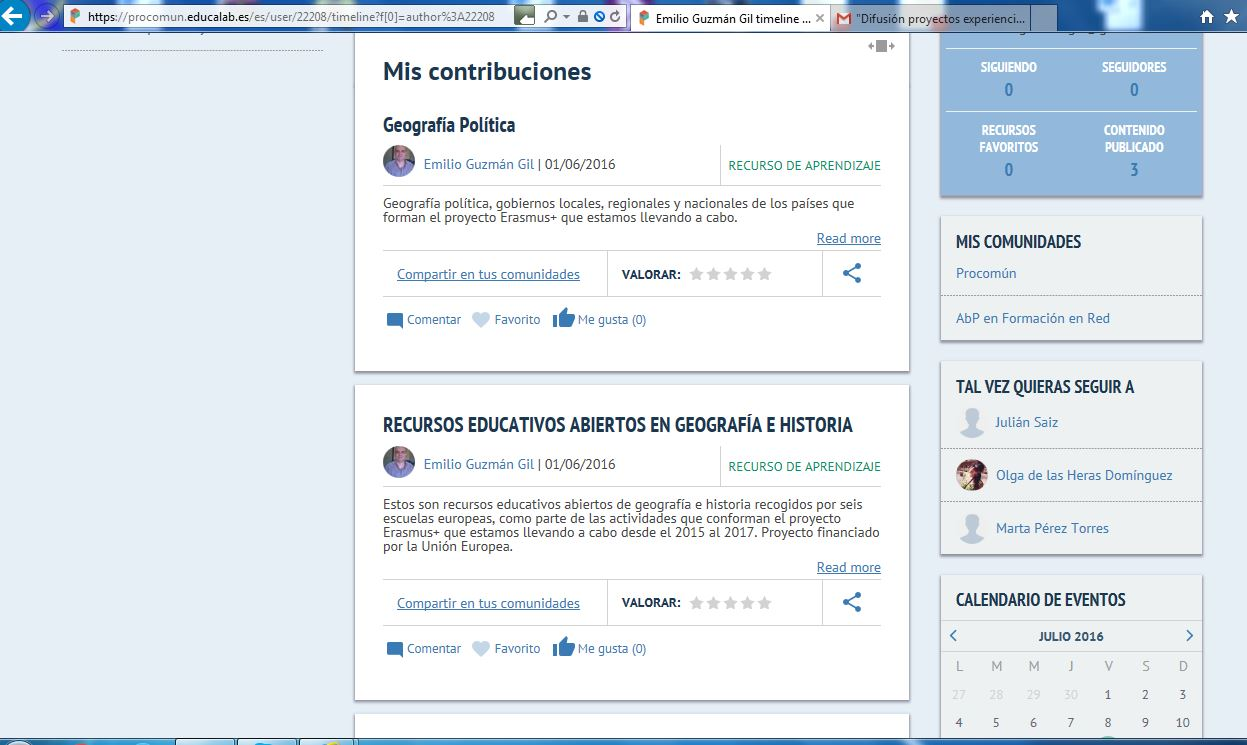 https://procomun.educalab.es/es/user/22208/timeline?f[0]=author%3A22208
Emilio Guzmán Gil timeline ...
"Difusión proyectos experienci...
Mis contribuciones
Geografía Política
Emilio Guzmán Gil | 01/06/2016
RECURSO DE APRENDIZAJE
Geografía política, gobiernos locales, regionales y nacionales de los países que
forman el proyecto Erasmus+ que estamos llevando a cabo.
Read more
Compartir en tus comunidades
VALORAR:
Comentar Favorito Me gusta (0)
RECURSOS EDUCATIVOS ABIERTOS EN GEOGRAFÍA E HISTORIA
Emilio Guzmán Gil | 01/06/2016
RECURSO DE APRENDIZAJE
Estos son recursos educativos abiertos de geografía e historia recogidos por seis
escuelas europeas, como parte de las actividades que conforman el proyecto
Erasmus+ que estamos llevando a cabo desde el 2015 al 2017. Proyecto financiado
por la Unión Europea.
Read more
Compartir en tus comunidades
VALORAR:
Comentar Favorito Me gusta (0)
SIGUIENDO SEGUIDORES
0 0
RECURSOS CONTENIDO
FAVORITOS PUBLICADO
0 3
MIS COMUNIDADES
Procomún
AbP en Formación en Red
TAL VEZ QUIERAS SEGUIR A
Julián Saiz
Olga de las Heras Domínguez
Marta Pérez Torres
CALENDARIO DE EVENTOS
JULIO 2016
L M M J V S D
27 28 29 30 1 2 3
4 5 6 7 8 9 10